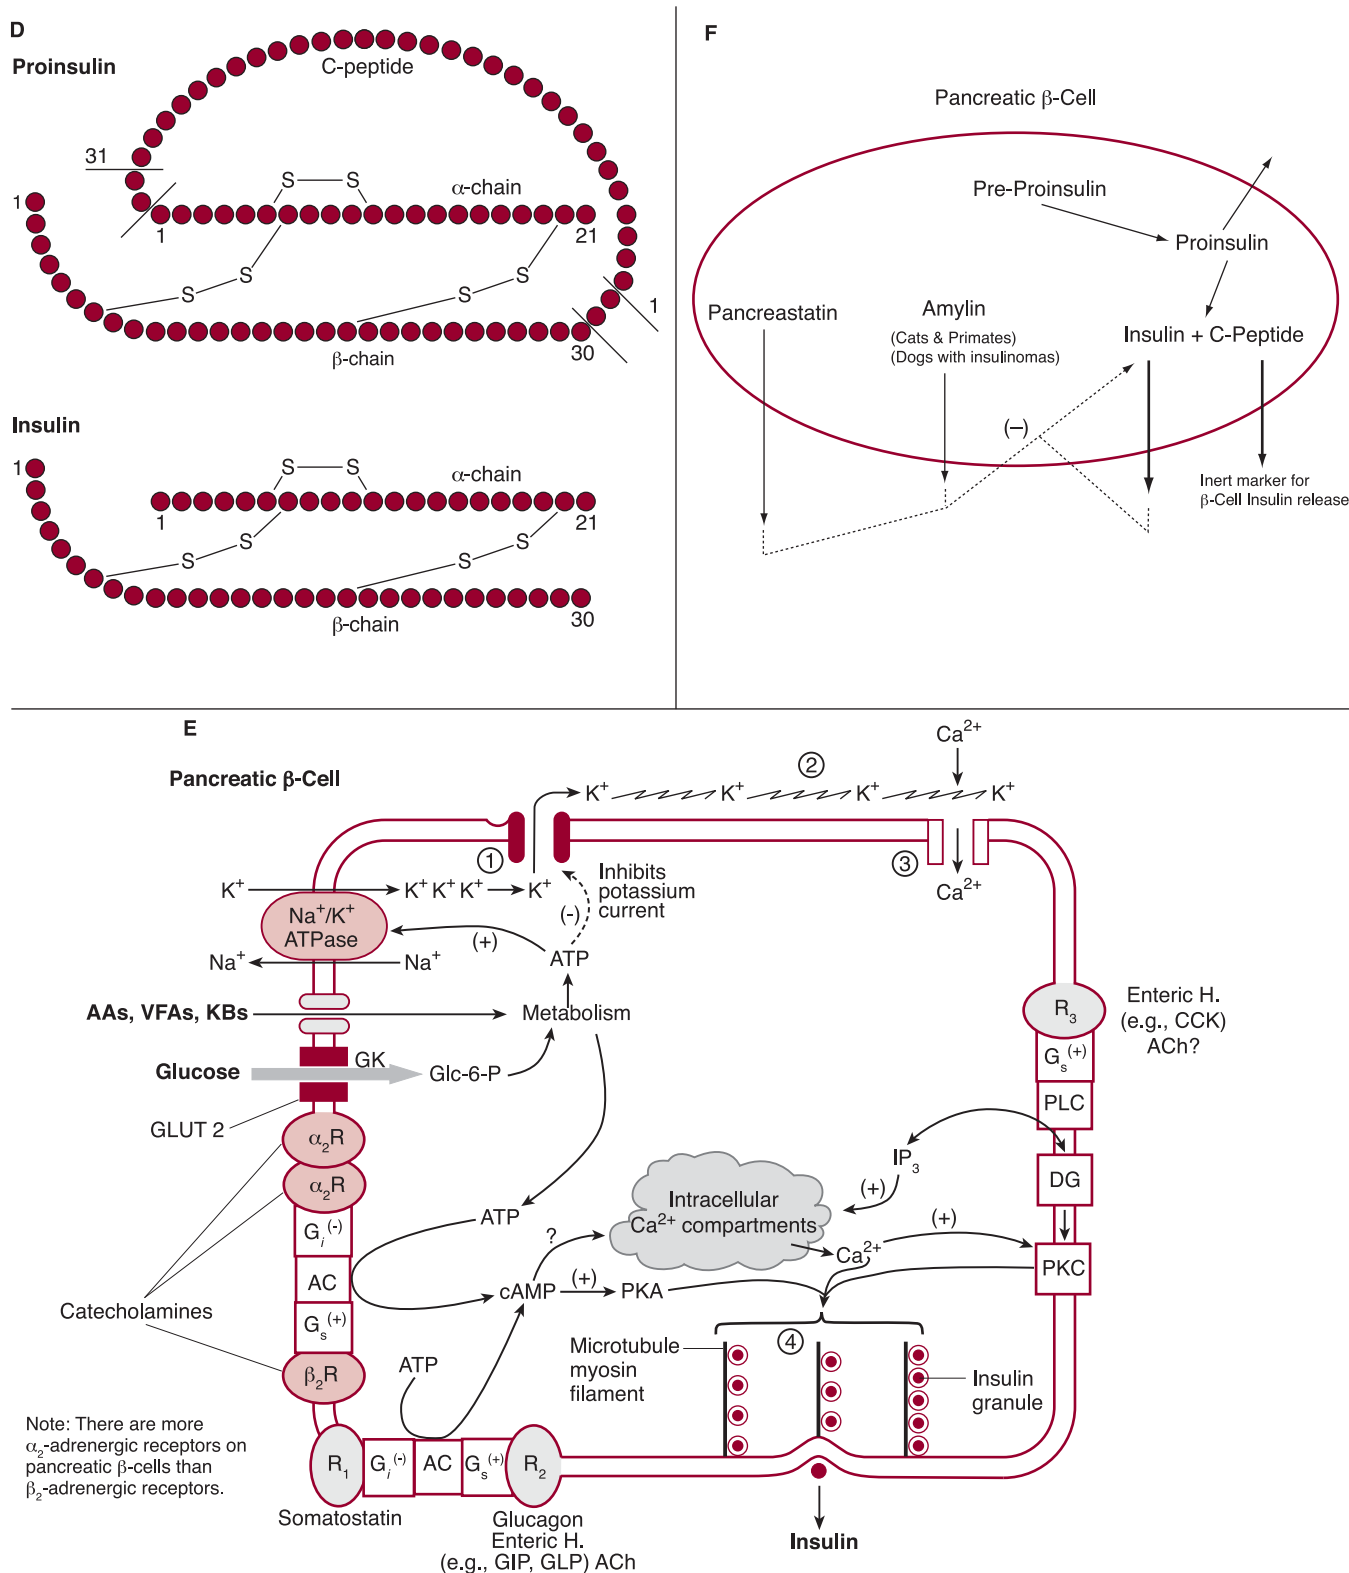 D
Proinsulin
C-peptide
31
1
S S
α-chain
1
21
S
S
S
S
1
30
β-chain
Insulin
1
S S
α-chain
1
21
S
S
S
S
30
β-chain
F
Pancreatic β-Cell
Pre-Proinsulin
Proinsulin
Pancreastatin
Amylin
(Cats & Primates)
(Dogs with insulinomas)
Insulin + C-Peptide
(–)
Inert marker for
β-Cell Insulin release
E
Pancreatic β-Cell
Ca²⁺
②
K⁺ K⁺ K⁺ K⁺
①
③
Ca²⁺
K⁺ K⁺ K⁺ K⁺ K⁺
Inhibits
potassium
current
(-)
Na⁺/K⁺
ATPase
(+)
ATP
Na⁺ Na⁺
AAs, VFAs, KBs
Metabolism
Glucose
GK
Glc-6-P
GLUT 2
α₂R
α₂R
Gᵢ⁽⁻⁾
AC
Gₛ⁽⁺⁾
β₂R
Catecholamines
ATP
cAMP
?
(+)
PKA
Intracellular
Ca²⁺ compartments
Ca²⁺
(+)
IP₃
(+)
R₃
Enteric H.
(e.g., CCK)
ACh?
Gₛ⁽⁺⁾
PLC
DG
PKC
④
Microtubule
myosin
filament
Insulin
granule
ATP
Note: There are more
α₂-adrenergic receptors on
pancreatic β-cells than
β₂-adrenergic receptors.
R₁ Gᵢ⁽⁻⁾ AC Gₛ⁽⁺⁾ R₂
Somatostatin
Glucagon
Enteric H.
(e.g., GIP, GLP) ACh
Insulin